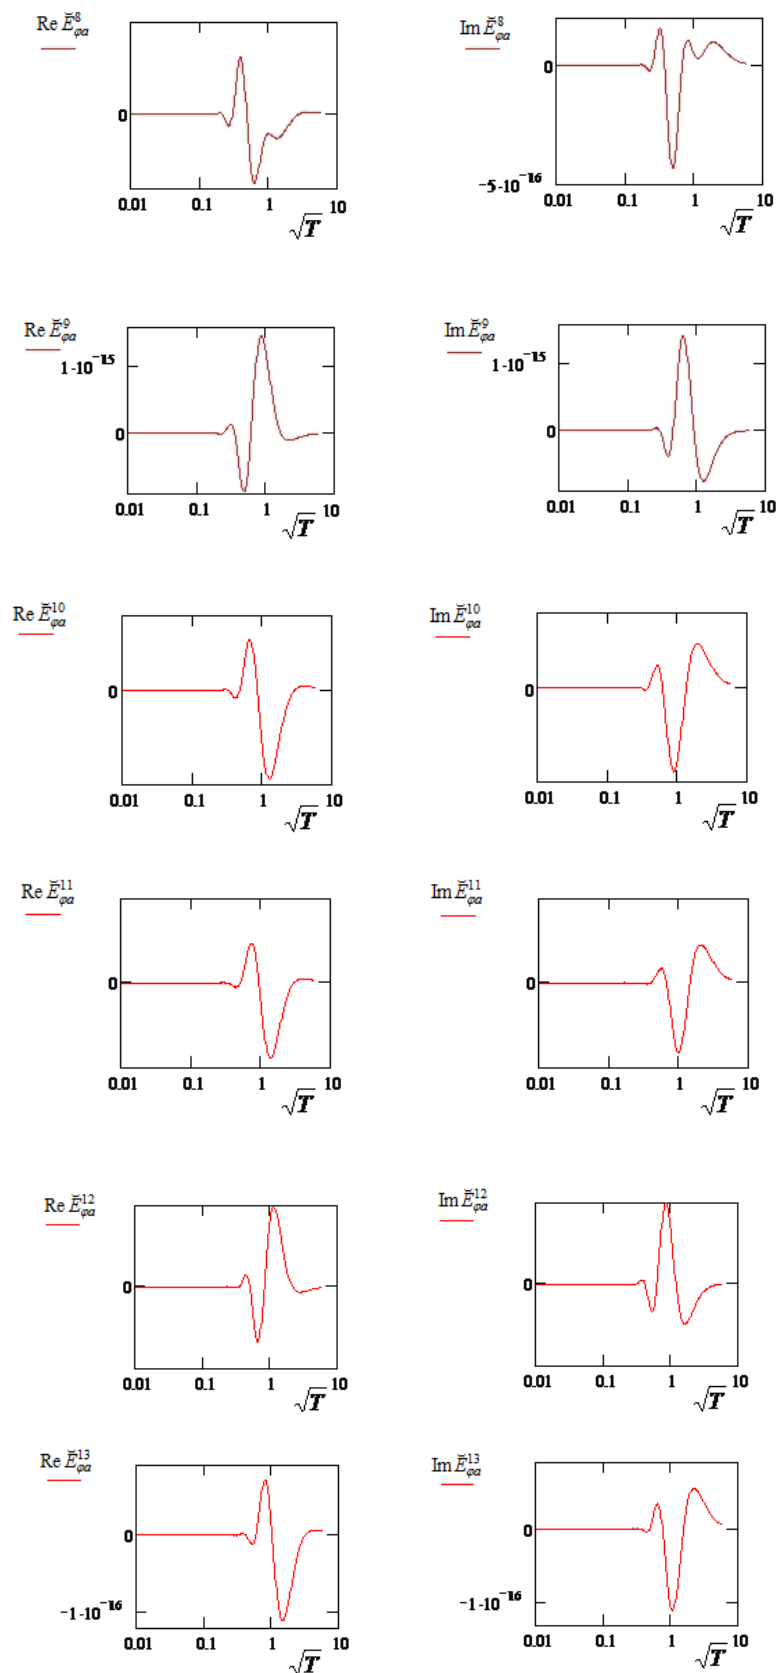 Re Ĕ⁸φa Im Ĕ⁸φa
0 0
−5·10⁻¹⁶
0.01 0.1 1 10 0.01 0.1 1 10
√T √T
Re Ĕ⁹φa Im Ĕ⁹φa
1·10⁻¹⁵ 1·10⁻¹⁵
0 0
0.01 0.1 1 10 0.01 0.1 1 10
√T √T
Re Ĕ¹⁰φa Im Ĕ¹⁰φa
0 0
0.01 0.1 1 10 0.01 0.1 1 10
√T √T
Re Ĕ¹¹φa Im Ĕ¹¹φa
0 0
0.01 0.1 1 10 0.01 0.1 1 10
√T √T
Re Ĕ¹²φa Im Ĕ¹²φa
0 0
0.01 0.1 1 10 0.01 0.1 1 10
√T √T
Re Ĕ¹³φa Im Ĕ¹³φa
0 0
−1·10⁻¹⁶ −1·10⁻¹⁶
0.01 0.1 1 10 0.01 0.1 1 10
√T √T